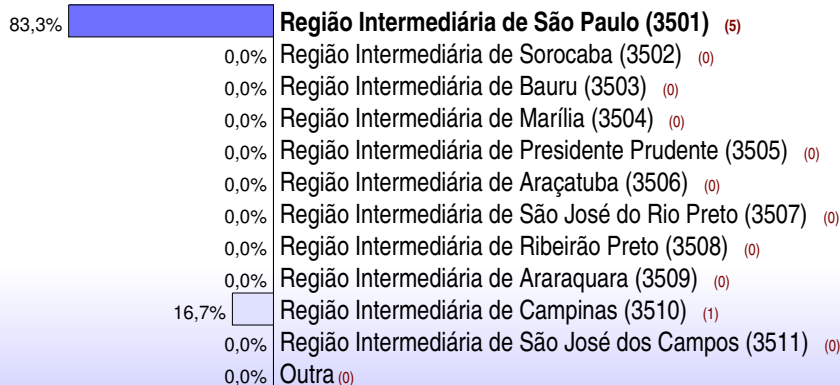 83,3% Região Intermediária de São Paulo (3501) (5)
0,0% Região Intermediária de Sorocaba (3502) (0)
0,0% Região Intermediária de Bauru (3503) (0)
0,0% Região Intermediária de Marília (3504) (0)
0,0% Região Intermediária de Presidente Prudente (3505) (0)
0,0% Região Intermediária de Araçatuba (3506) (0)
0,0% Região Intermediária de São José do Rio Preto (3507) (0)
0,0% Região Intermediária de Ribeirão Preto (3508) (0)
0,0% Região Intermediária de Araraquara (3509) (0)
16,7% Região Intermediária de Campinas (3510) (1)
0,0% Região Intermediária de São José dos Campos (3511) (0)
0,0% Outra (0)